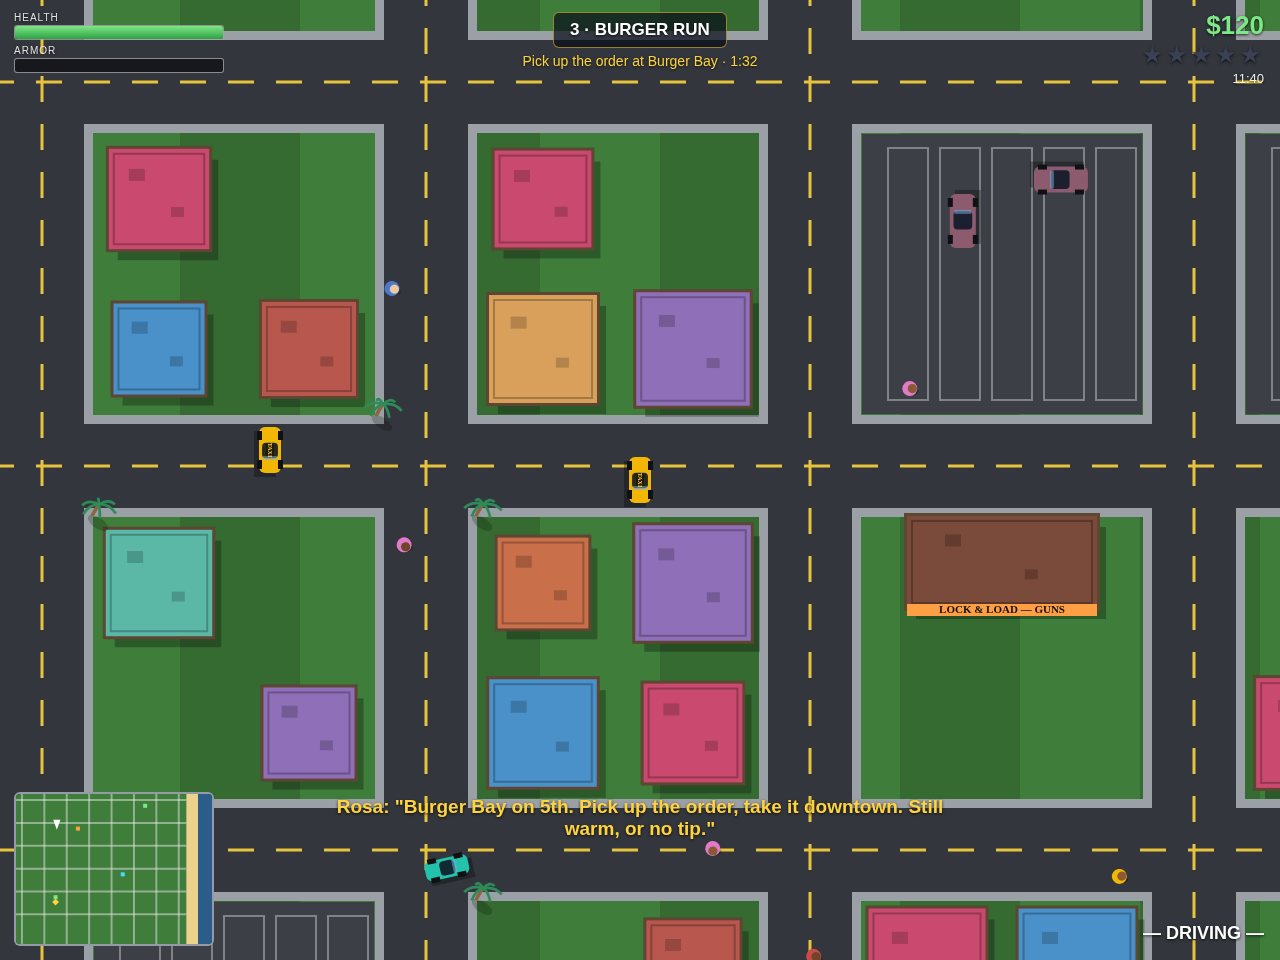 HEALTH
ARMOR
3 · BURGER RUN
Pick up the order at Burger Bay · 1:32
$120
11:40
TAXI
TAXI
LOCK & LOAD — GUNS
Rosa: "Burger Bay on 5th. Pick up the order, take it downtown. Still
warm, or no tip."
— DRIVING —